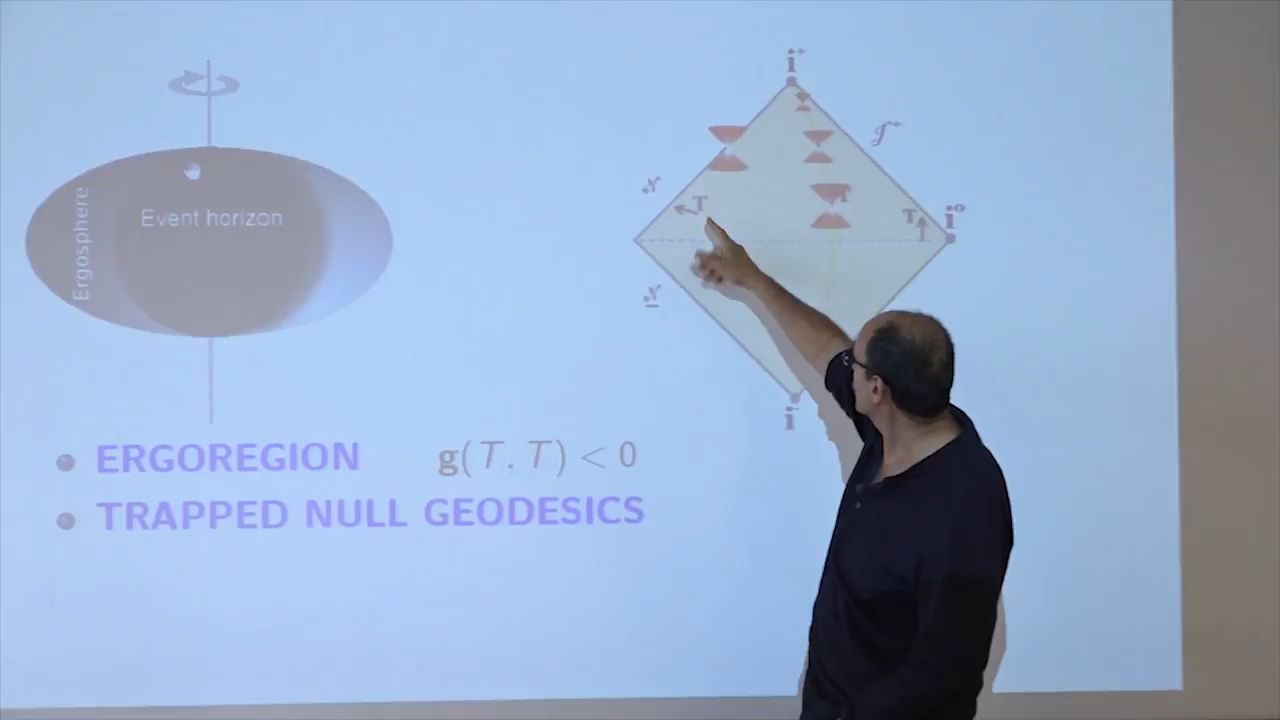 Ergosphere
Event horizon
i⁺
𝒥⁺
𝒩
T
T
T
i⁰
𝒩
i⁻
ERGOREGION g(T, T) < 0
TRAPPED NULL GEODESICS